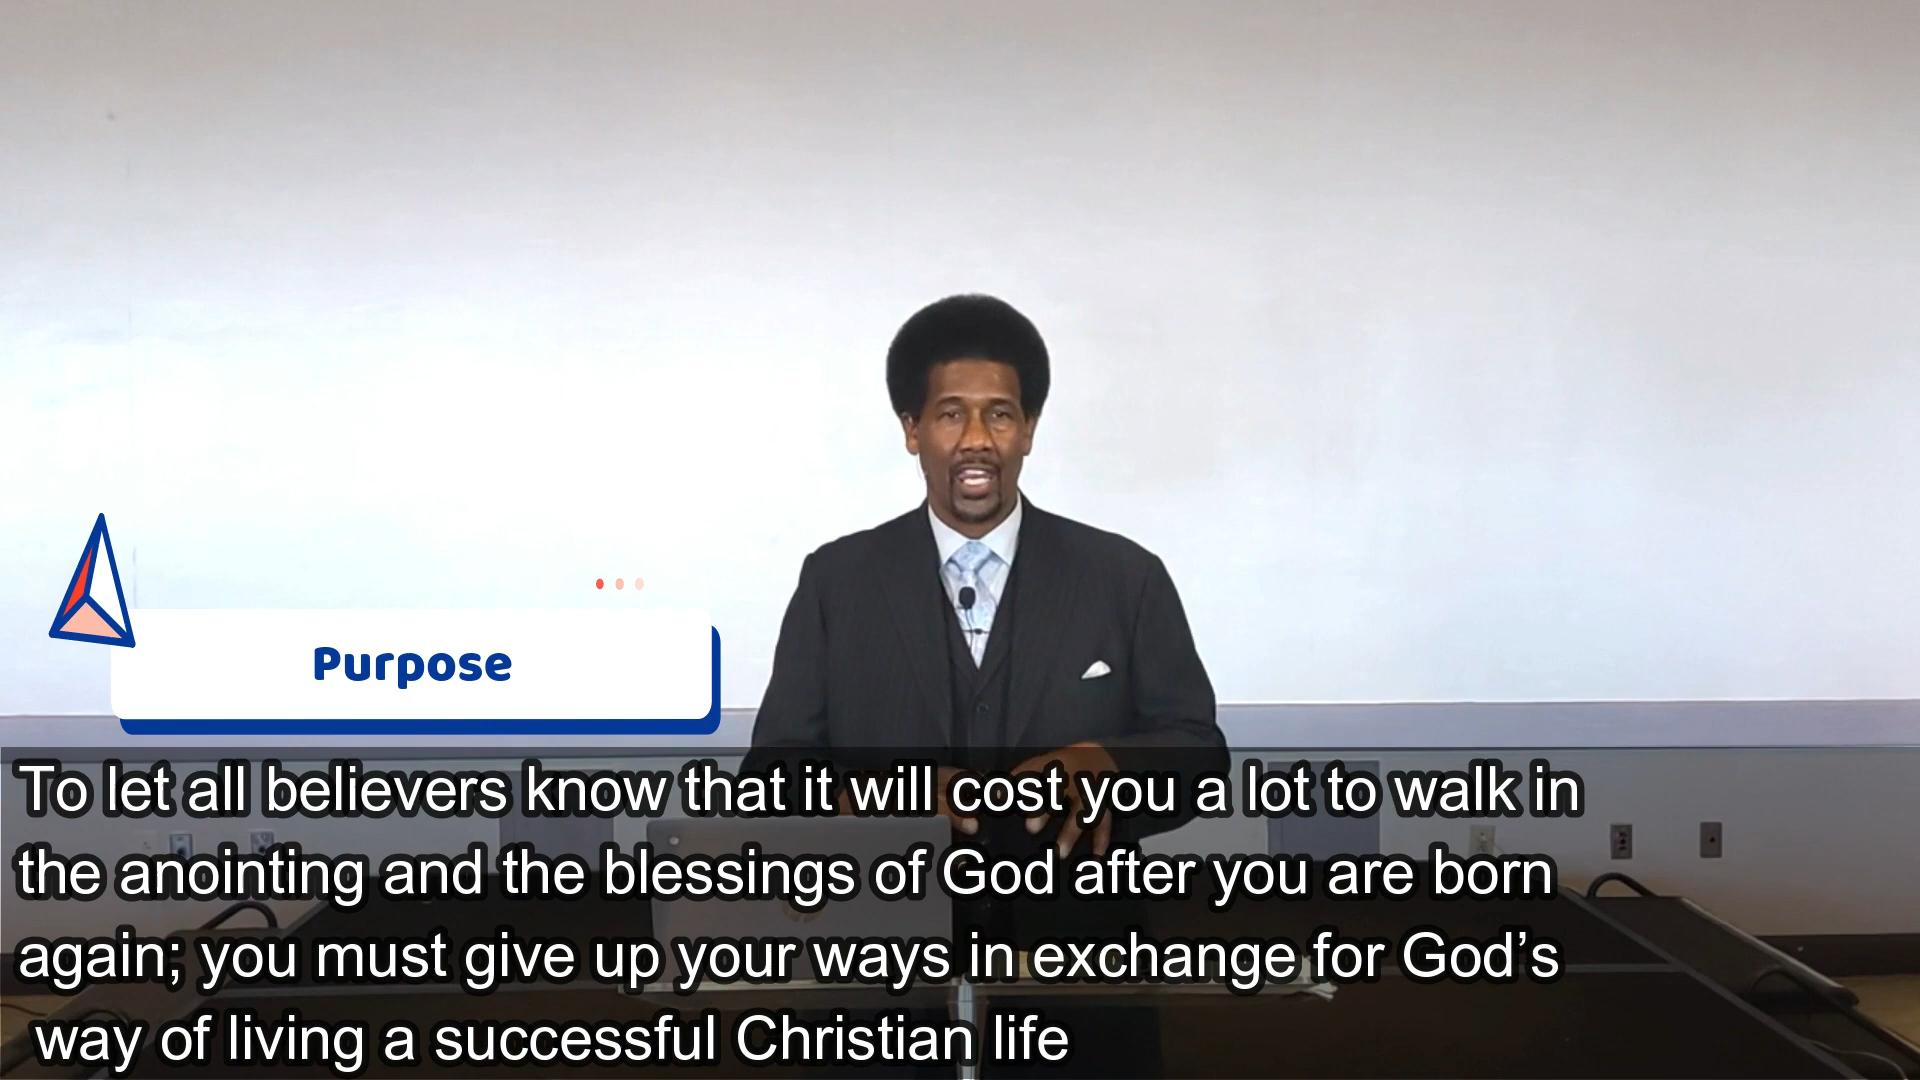 Purpose
To let all believers know that it will cost you a lot to walk in
the anointing and the blessings of God after you are born
again; you must give up your ways in exchange for God’s
way of living a successful Christian life